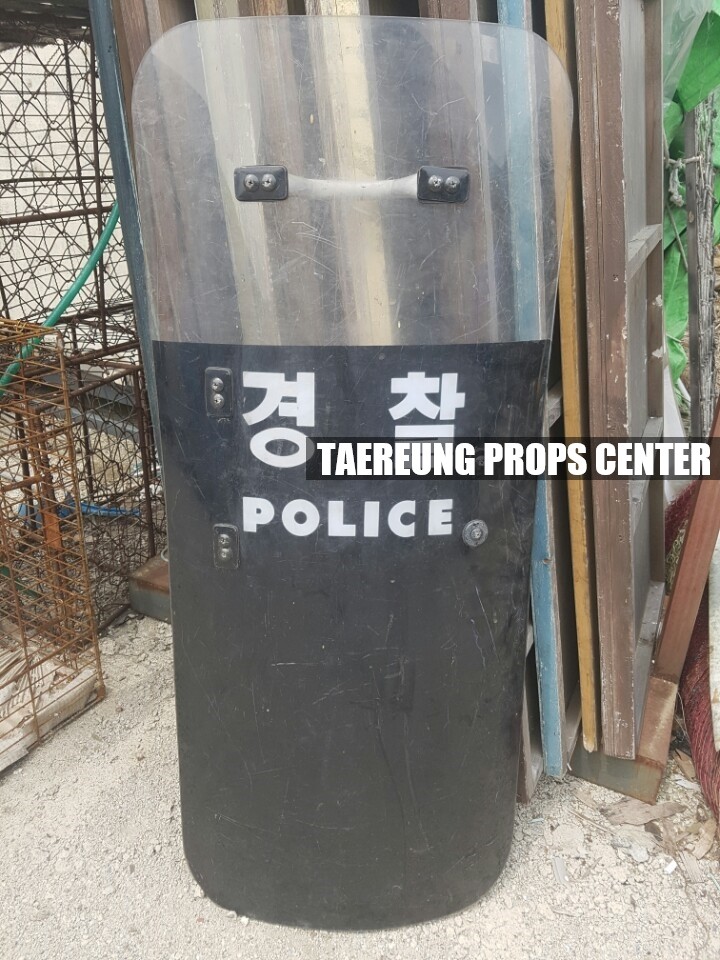 경 찰
TAEREUNG PROPS CENTER
POLICE